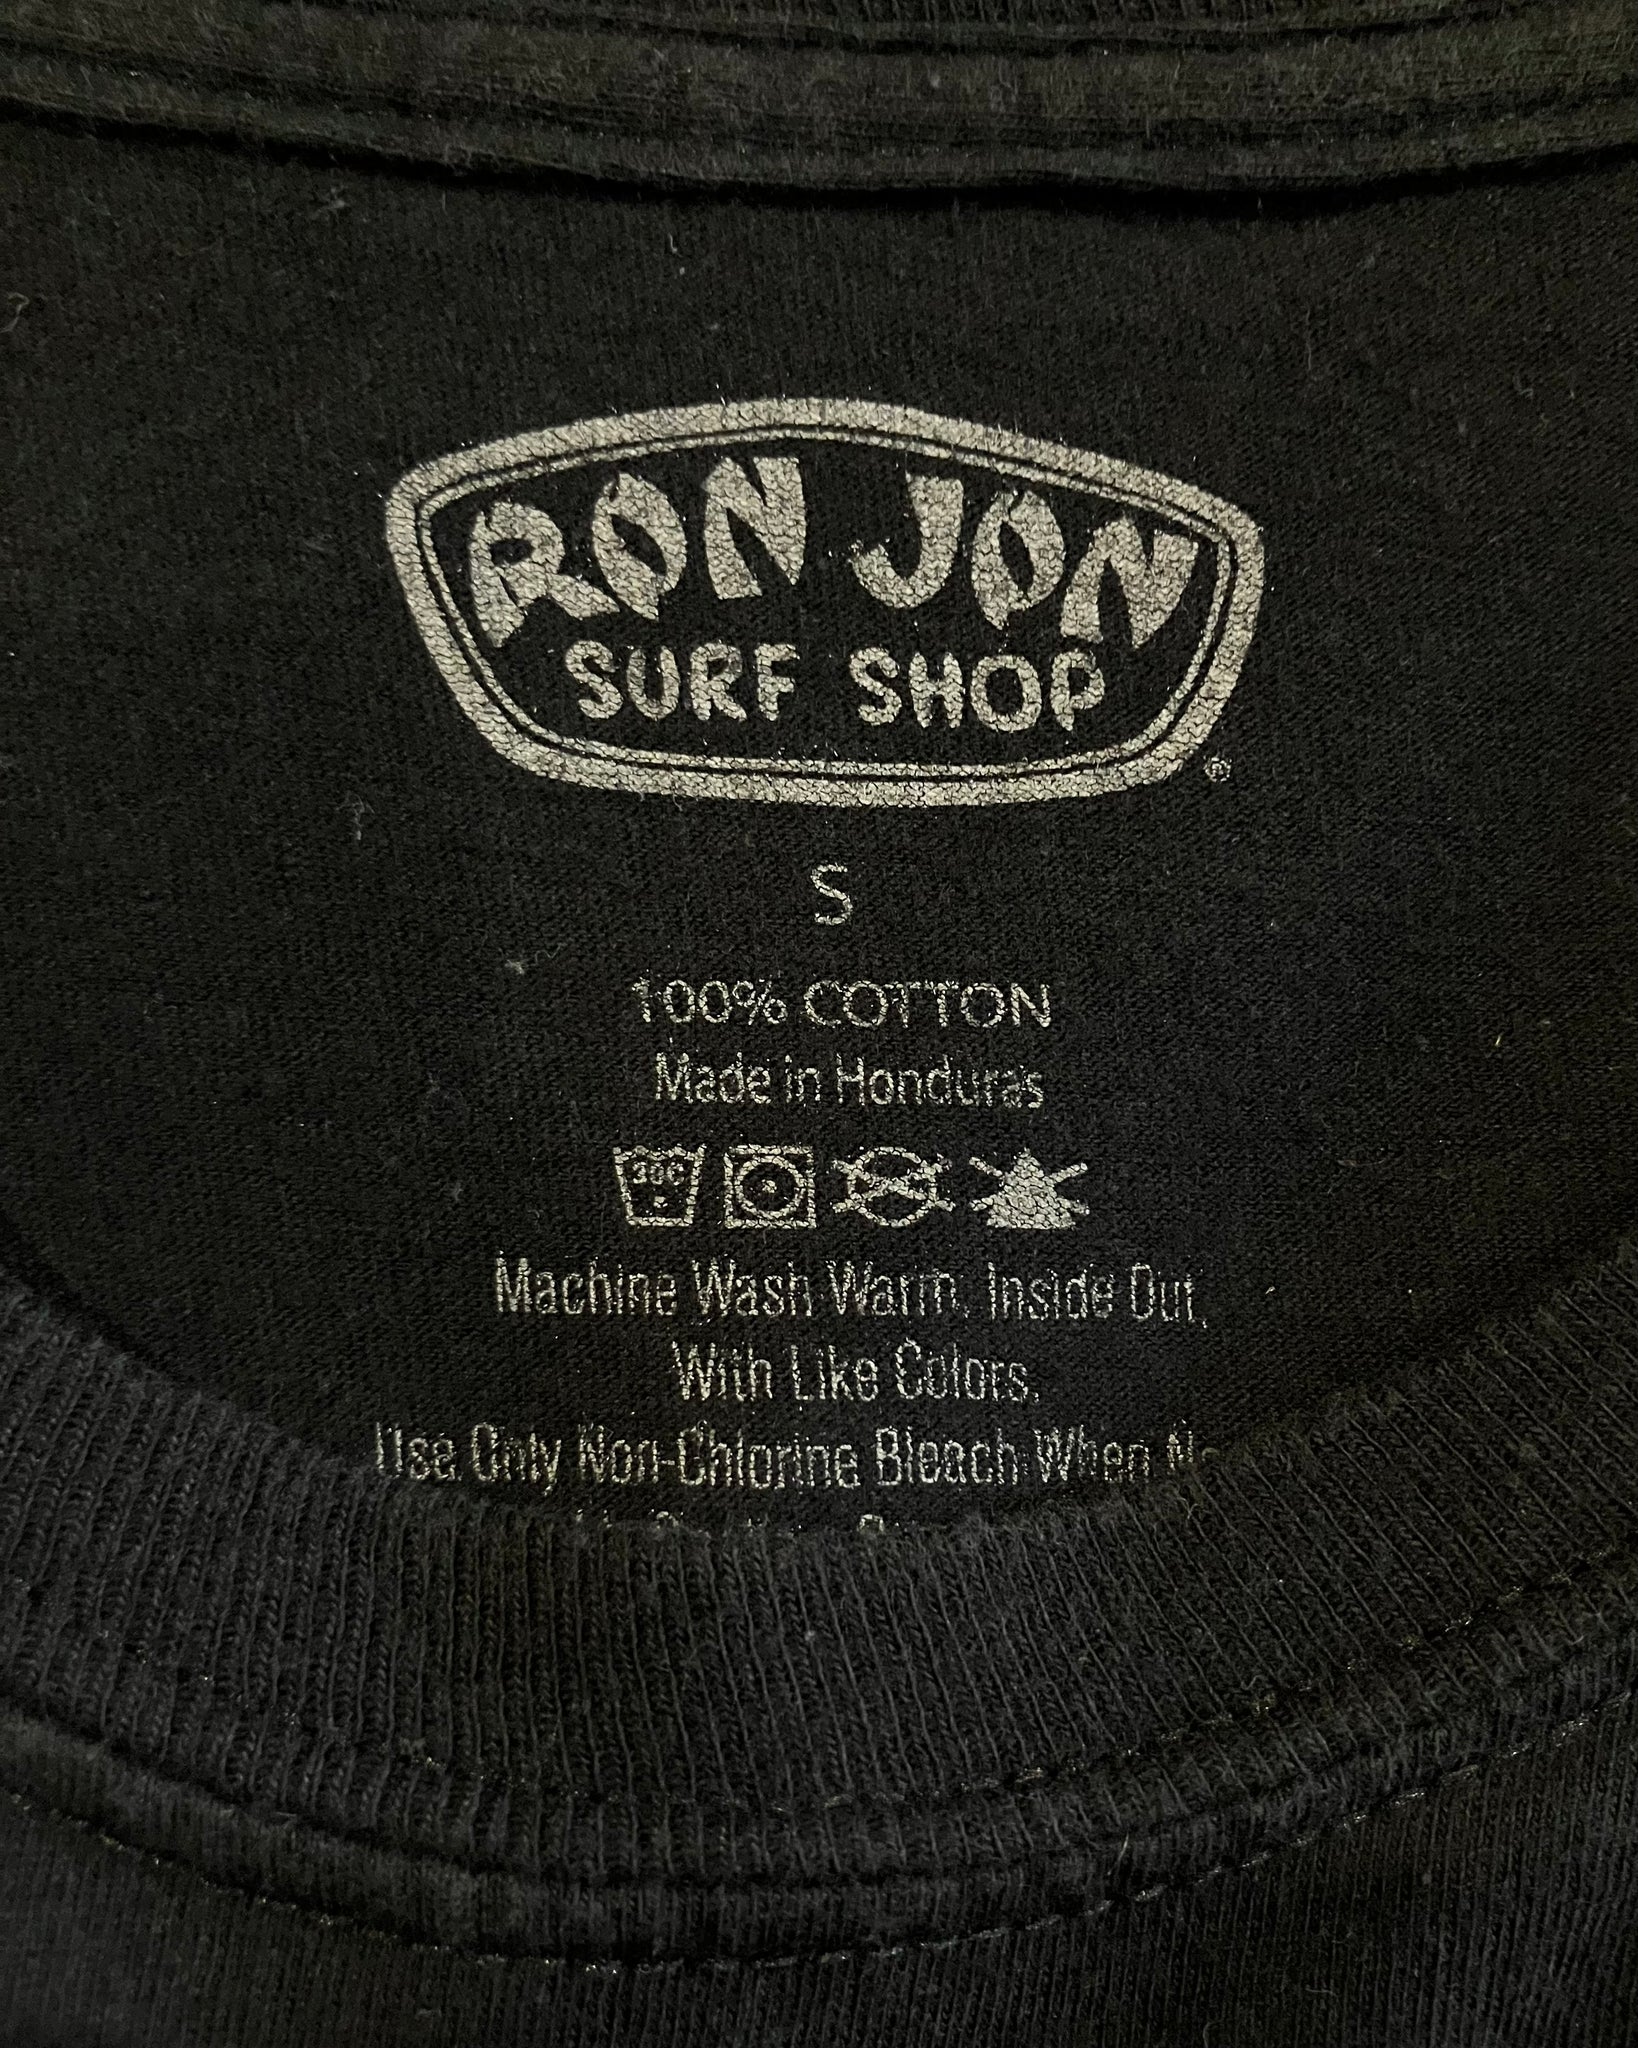 RON JON
SURF SHOP
®
S
100% COTTON
Made in Honduras
30C
Machine Wash Warm, Inside Out,
With Like Colors.
Use Only Non-Chlorine Bleach When